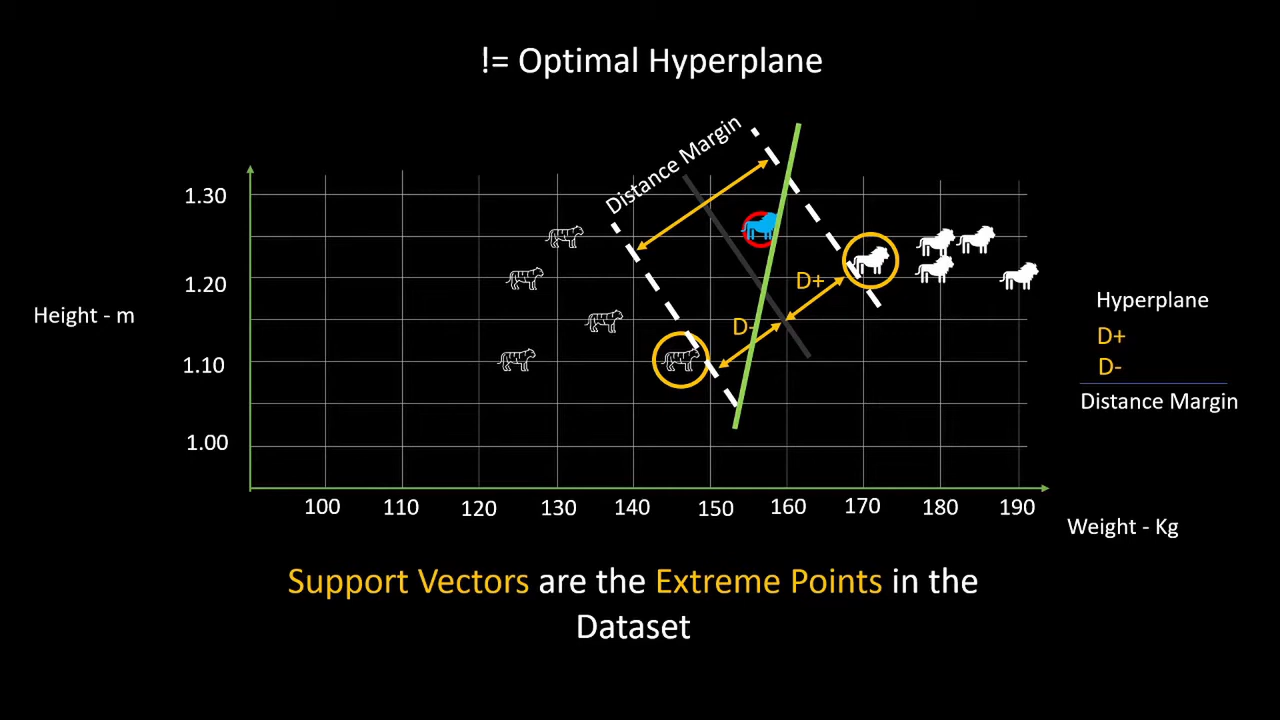 != Optimal Hyperplane
Distance Margin
1.30
1.20
1.10
1.00
Height - m
D+
D-
Hyperplane
D+
D-
Distance Margin
100 110 120 130 140 150 160 170 180 190
Weight - Kg
Support Vectors are the Extreme Points in the
Dataset